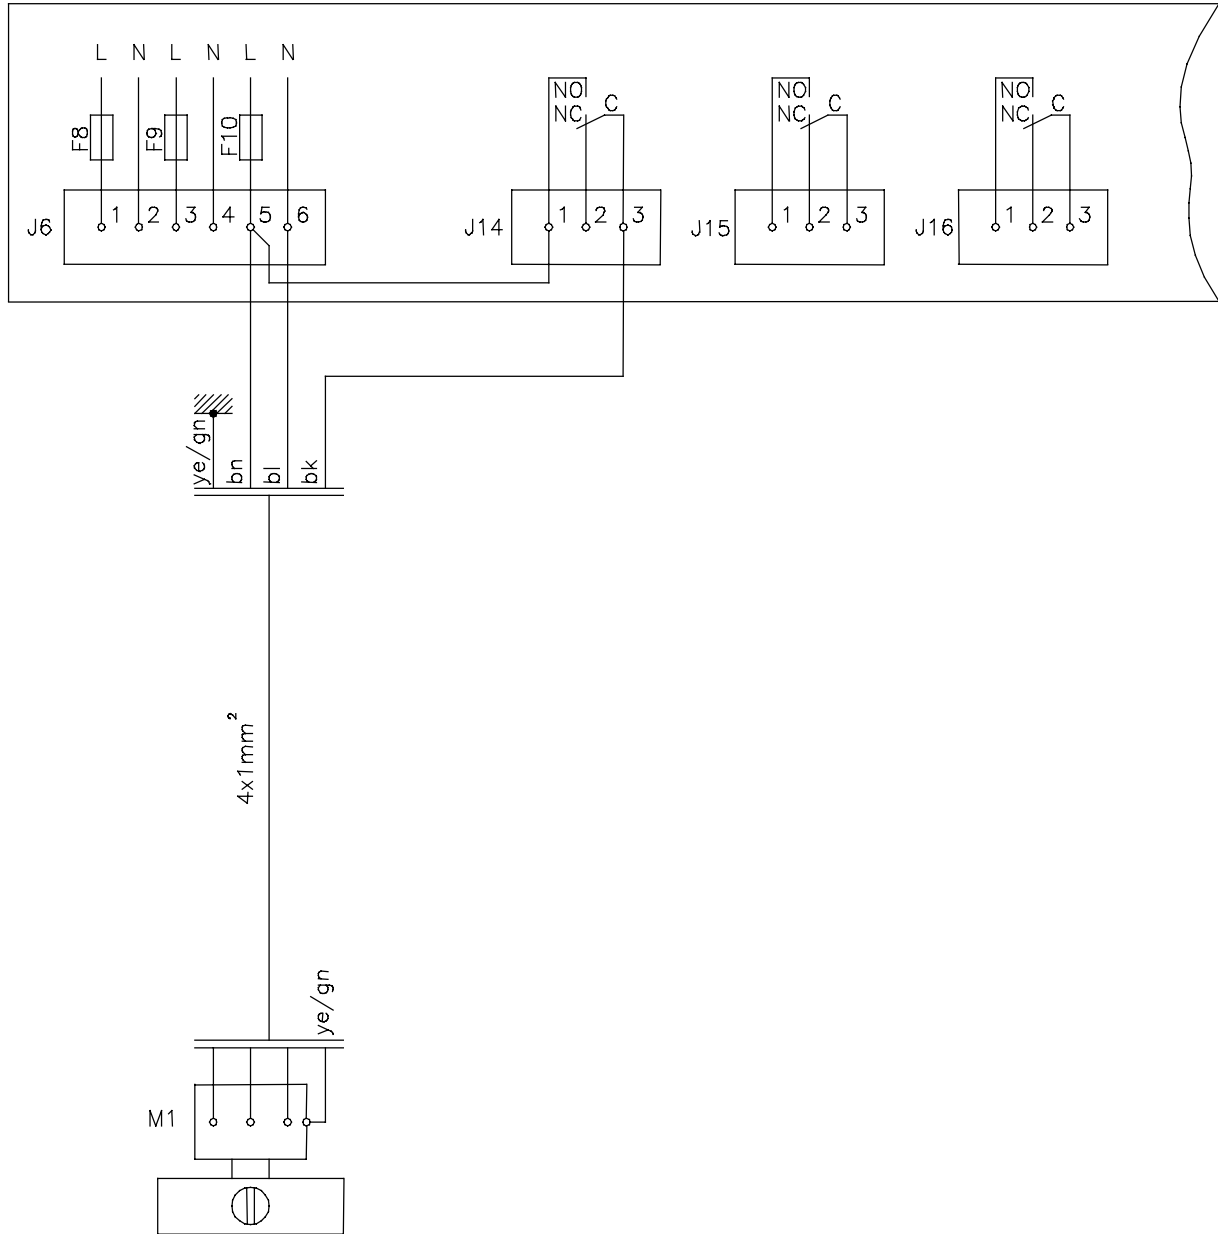 L N L N L N
NO NO NO
NC C NC C NC C
F8 F9 F10
J6 1 2 3 4 5 6 J14 1 2 3 J15 1 2 3 J16 1 2 3
ye/gn bn bl bk
4x1mm²
ye/gn
M1